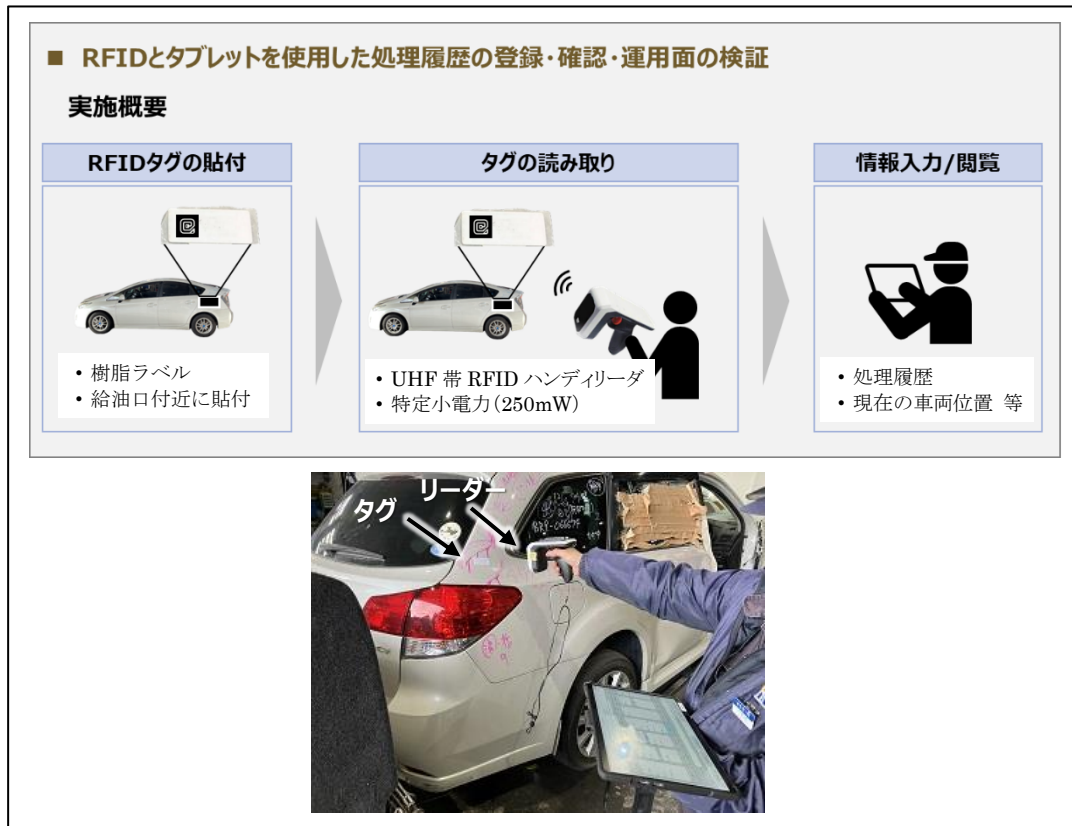 ■ RFIDとタブレットを使用した処理履歴の登録・確認・運用面の検証
実施概要
RFIDタグの貼付
・樹脂ラベル
・給油口付近に貼付
タグの読み取り
・UHF 帯 RFID ハンディリーダ
・特定小電力(250mW)
情報入力/閲覧
・処理履歴
・現在の車両位置 等
タグ
リーダー